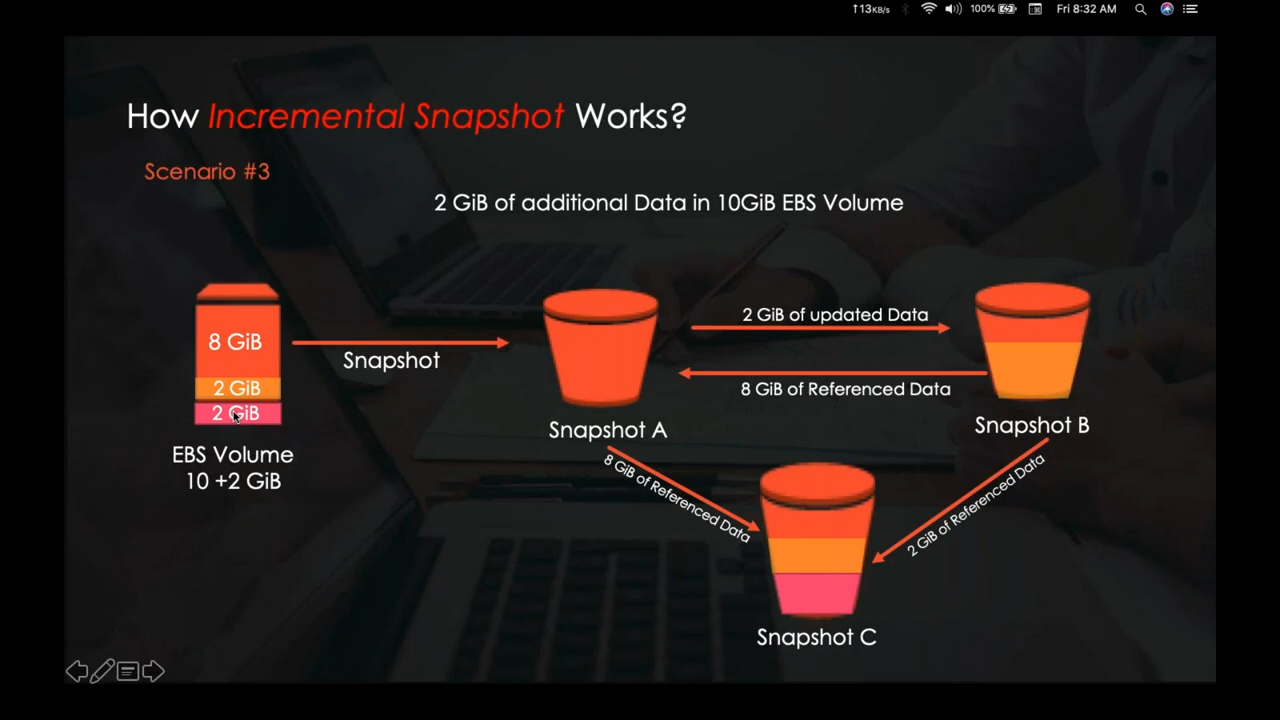 ↑13KB/s 100% Fri 8:32 AM
How Incremental Snapshot Works?
Scenario #3
2 GiB of additional Data in 10GiB EBS Volume
8 GiB
2 GiB
2 GiB
EBS Volume
10 +2 GiB
Snapshot
Snapshot A
2 GiB of updated Data
8 GiB of Referenced Data
Snapshot B
8 GiB of Referenced Data
2 GiB of Referenced Data
Snapshot C